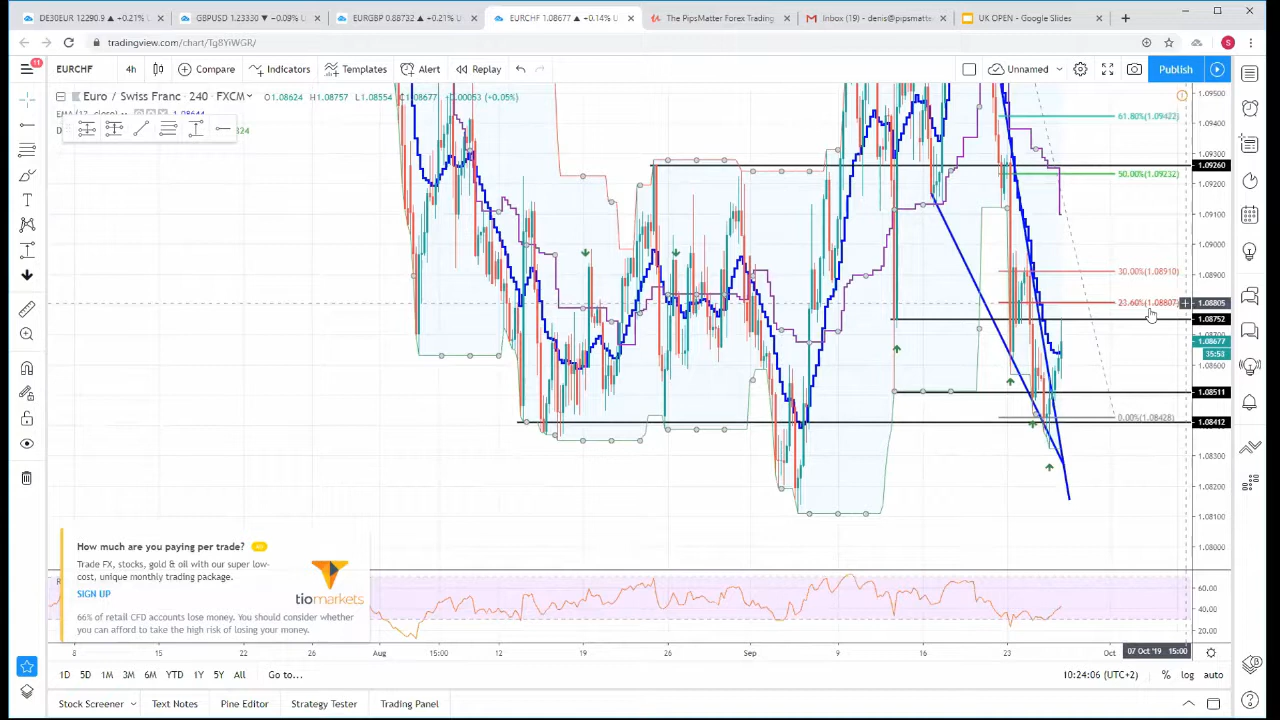 DE30EUR 12290.9 ▲ +0.21%
GBPUSD 1.23330 ▼ −0.09%
EURGBP 0.88732 ▲ +0.21%
EURCHF 1.08677 ▲ +0.14%
The PipsMatter Forex Trading
Inbox (19) - denis@pipsmatte
UK OPEN - Google Slides
tradingview.com/chart/Tg8YiWGR/
S
11
EURCHF
4h
Compare
Indicators
Templates
Alert
Replay
Unnamed
Publish
Euro / Swiss Franc · 240 · FXCM
O1.08624 H1.08757 L1.08554 C1.08677 +0.00053 (+0.05%)
1.09500
1.09400
1.09300
1.09260
1.09200
1.09100
1.09000
1.08900
1.08805
1.08752
1.08700
1.08677
35:53
1.08600
1.08511
1.08412
1.08300
1.08200
1.08100
1.08000
61.80%(1.09422)
50.00%(1.09232)
30.00%(1.08910)
23.60%(1.08807)
0.00%(1.08428)
How much are you paying per trade?
Trade FX, stocks, gold & oil with our super low-
cost, unique monthly trading package.
SIGN UP
tiomarkets
66% of retail CFD accounts lose money. You should consider whether
you can afford to take the high risk of losing your money.
60.00
40.00
20.00
8
15
22
26
Aug
13
19
26
Sep
9
16
23
Oct
07 Oct '19 15:00
1D 5D 1M 3M 6M YTD 1Y 5Y All Go to...
10:24:06 (UTC+2)
% log auto
Stock Screener
Text Notes
Pine Editor
Strategy Tester
Trading Panel